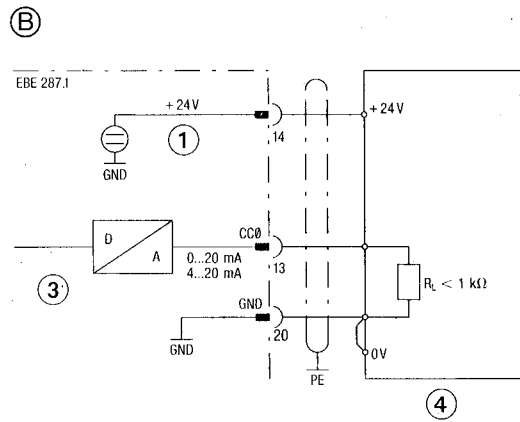 B
EBE 287.1
+24V
+24V
1
14
GND
D
A
CC0
0...20 mA
4...20 mA
13
3
RL < 1 kΩ
GND
20
GND
0V
PE
4